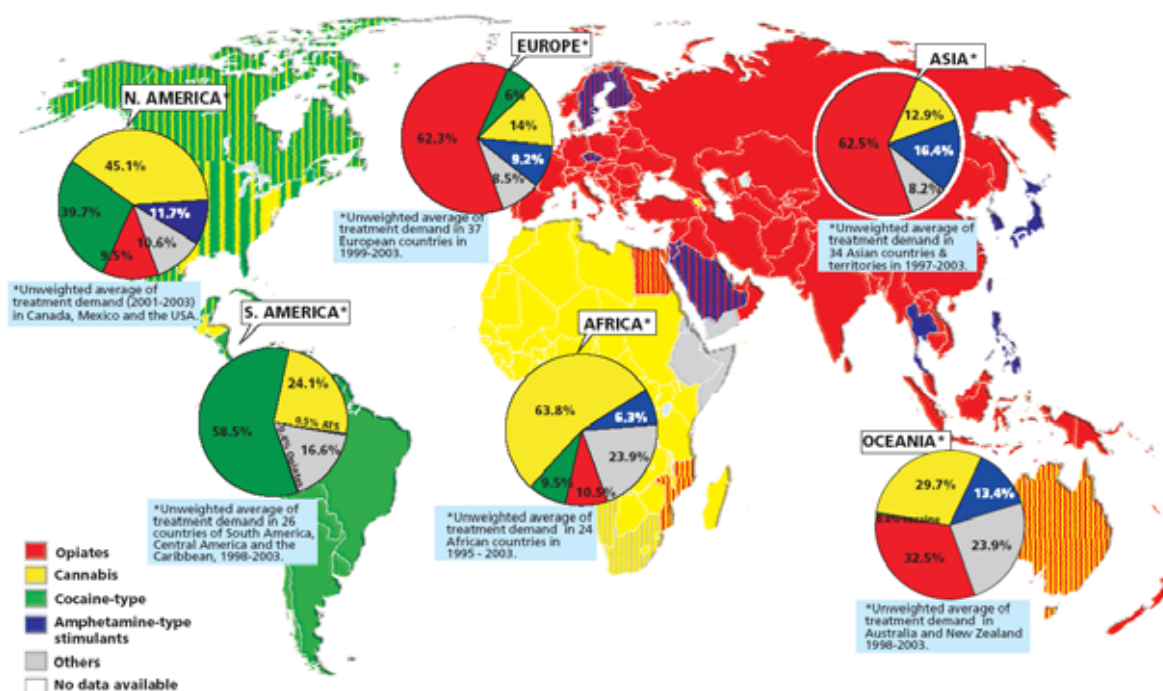 EUROPE*
ASIA*
N. AMERICA*
6%
14%
62.3%
9.2%
8.5%
12.9%
62.5%
16.4%
8.2%
45.1%
39.7%
11.7%
10.6%
9.5%
*Unweighted average of
treatment demand in 37
European countries in
1999-2003.
*Unweighted average of
treatment demand in
34 Asian countries &
territories in 1997-2003.
*Unweighted average of
treatment demand (2001-2003)
in Canada, Mexico and the USA.
S. AMERICA*
AFRICA*
24.1%
0.5% ATS
58.5%
Opiates
16.6%
63.8%
6.3%
23.9%
9.5%
10.5%
OCEANIA*
29.7%
13.4%
cocaine
32.5%
23.9%
*Unweighted average of
treatment demand in 26
countries of South America,
Central America and the
Caribbean, 1998-2003.
*Unweighted average of
treatment demand in 24
African countries in
1995 - 2003.
*Unweighted average of
treatment demand in
Australia and New Zealand
1998-2003.
Opiates
Cannabis
Cocaine-type
Amphetamine-type
stimulants
Others
No data available